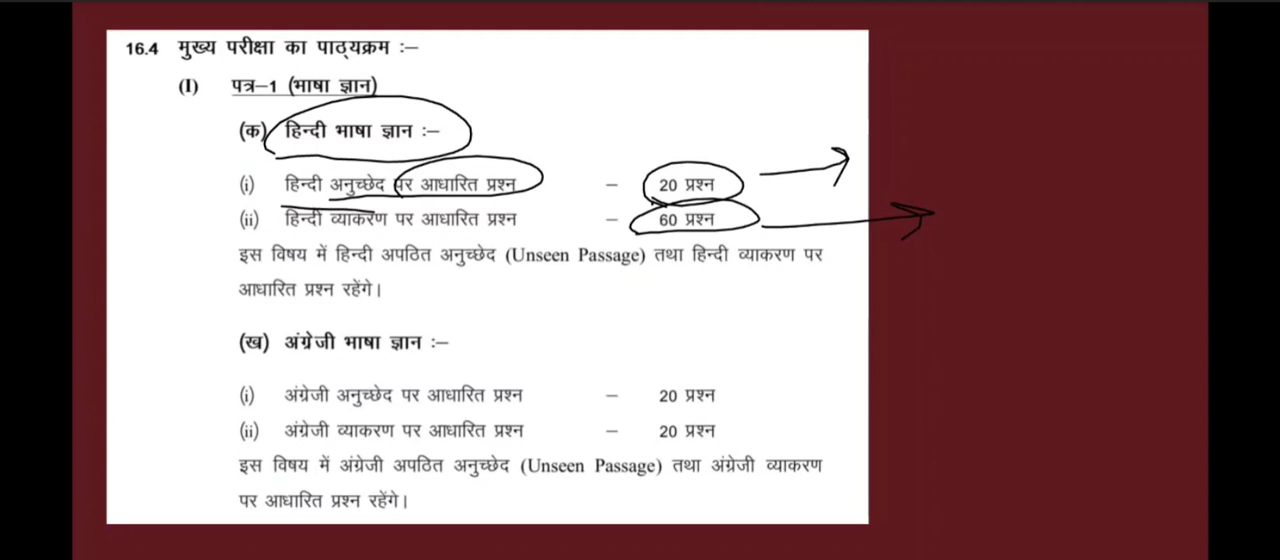 16.4 मुख्य परीक्षा का पाठ्यक्रम :–
(I) पत्र–1 (भाषा ज्ञान)
(क) हिन्दी भाषा ज्ञान :–
(i) हिन्दी अनुच्छेद पर आधारित प्रश्न – 20 प्रश्न
(ii) हिन्दी व्याकरण पर आधारित प्रश्न – 60 प्रश्न
इस विषय में हिन्दी अपठित अनुच्छेद (Unseen Passage) तथा हिन्दी व्याकरण पर
आधारित प्रश्न रहेंगे।
(ख) अंग्रेजी भाषा ज्ञान :–
(i) अंग्रेजी अनुच्छेद पर आधारित प्रश्न – 20 प्रश्न
(ii) अंग्रेजी व्याकरण पर आधारित प्रश्न – 20 प्रश्न
इस विषय में अंग्रेजी अपठित अनुच्छेद (Unseen Passage) तथा अंग्रेजी व्याकरण
पर आधारित प्रश्न रहेंगे।